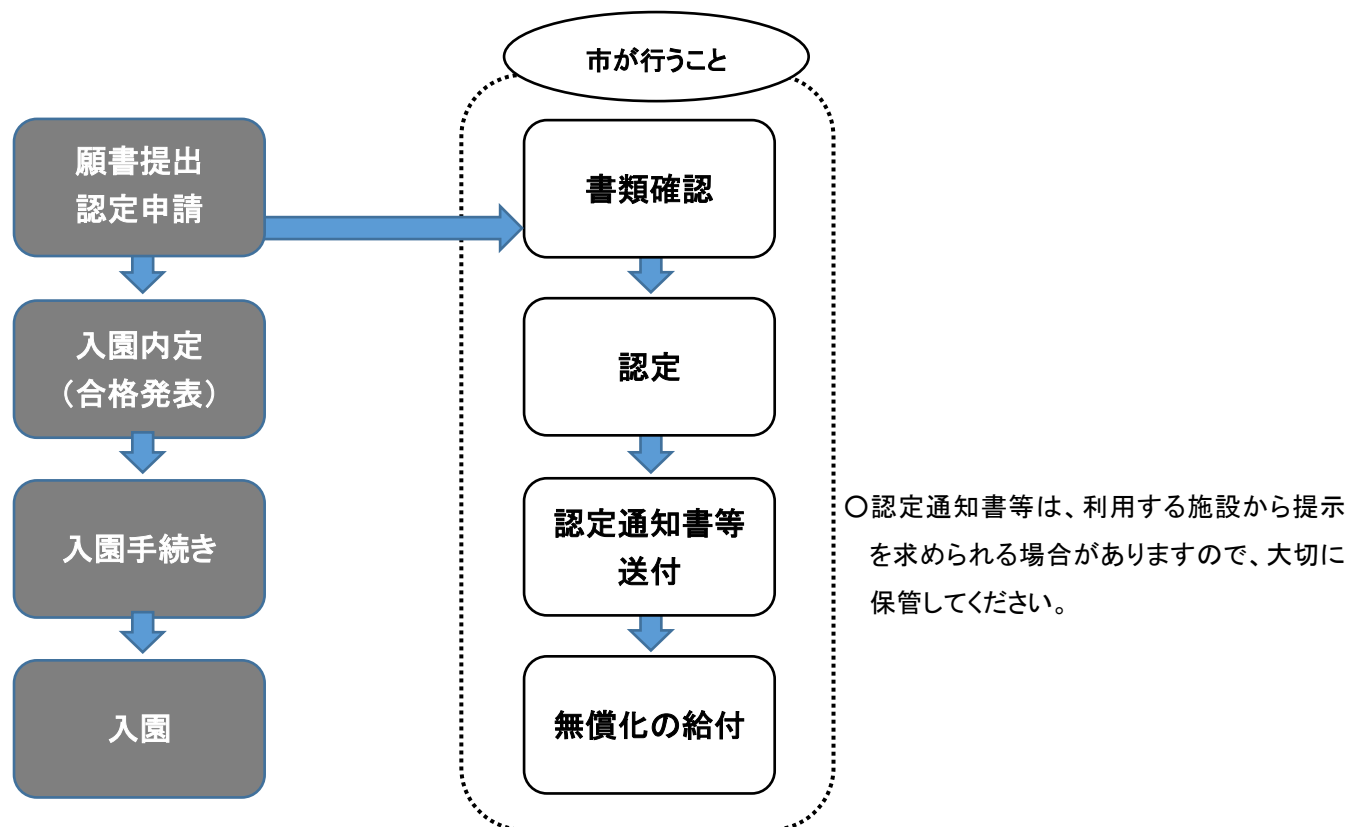 市が行うこと
願書提出
認定申請
入園内定
（合格発表）
入園手続き
入園
書類確認
認定
認定通知書等
送付
無償化の給付
○認定通知書等は、利用する施設から提示
を求められる場合がありますので、大切に
保管してください。